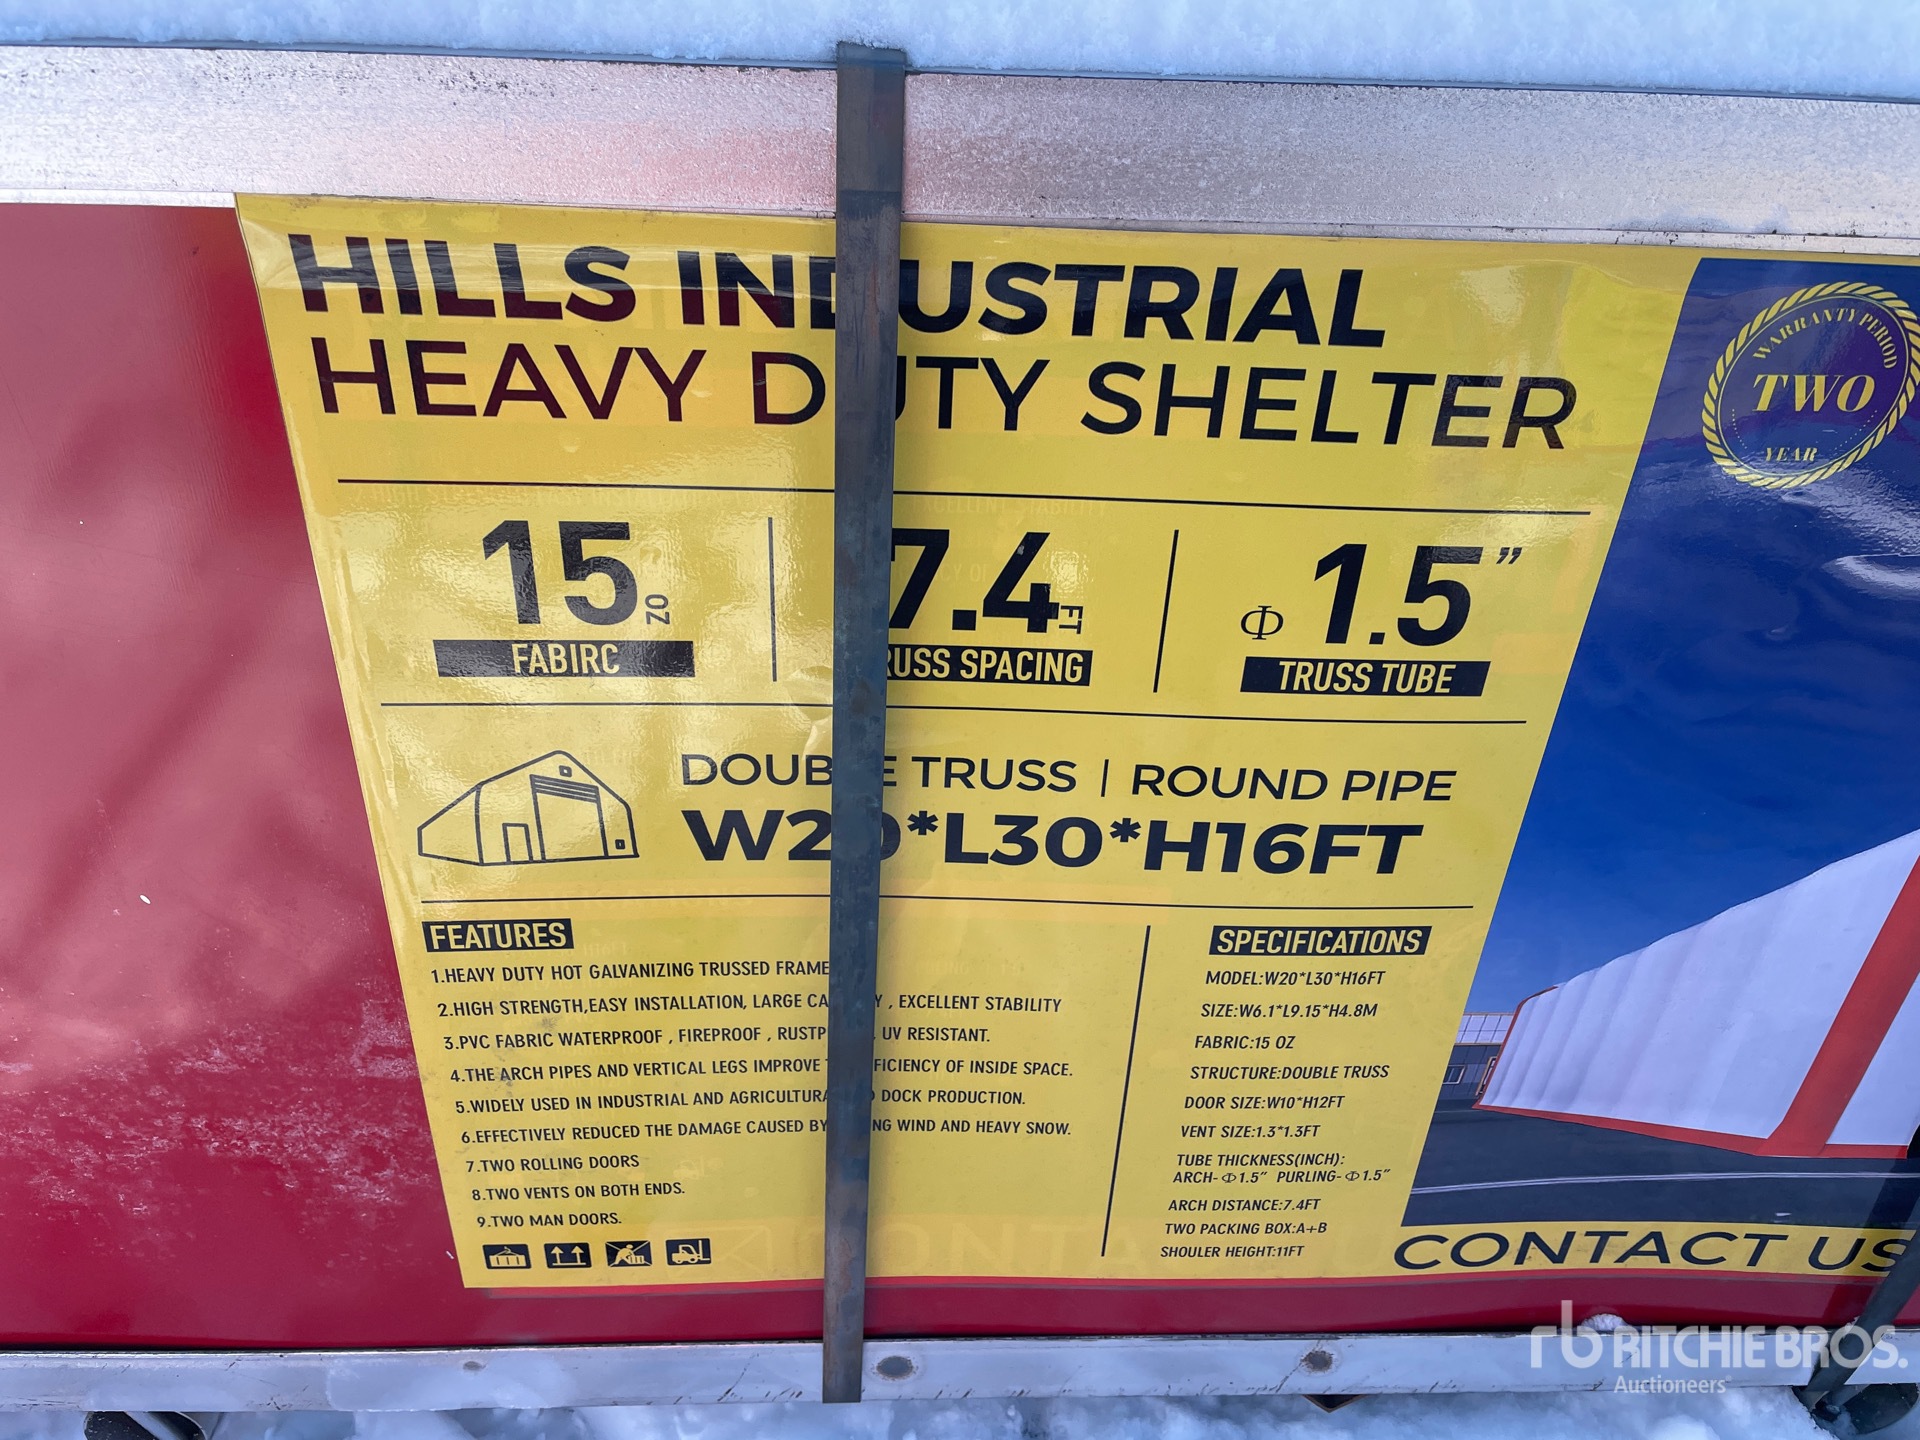 HILLS INDUSTRIAL
HEAVY DUTY SHELTER
WARRANTY PERIOD
TWO
YEAR
15 OZ
FABIRC
7.4 FT
RUSS SPACING
Φ 1.5”
TRUSS TUBE
DOUBLE TRUSS | ROUND PIPE
W20*L30*H16FT
FEATURES
1.HEAVY DUTY HOT GALVANIZING TRUSSED FRAME
2.HIGH STRENGTH,EASY INSTALLATION, LARGE CA Y , EXCELLENT STABILITY
3.PVC FABRIC WATERPROOF , FIREPROOF , RUSTP UV RESISTANT.
4.THE ARCH PIPES AND VERTICAL LEGS IMPROVE T FICIENCY OF INSIDE SPACE.
5.WIDELY USED IN INDUSTRIAL AND AGRICULTURA D DOCK PRODUCTION.
6.EFFECTIVELY REDUCED THE DAMAGE CAUSED BY NG WIND AND HEAVY SNOW.
7.TWO ROLLING DOORS
8.TWO VENTS ON BOTH ENDS.
9.TWO MAN DOORS.
SPECIFICATIONS
MODEL:W20*L30*H16FT
SIZE:W6.1*L9.15*H4.8M
FABRIC:15 OZ
STRUCTURE:DOUBLE TRUSS
DOOR SIZE:W10*H12FT
VENT SIZE:1.3*1.3FT
TUBE THICKNESS(INCH):
ARCH-Φ1.5” PURLING-Φ1.5”
ARCH DISTANCE:7.4FT
TWO PACKING BOX:A+B
SHOULER HEIGHT:11FT
CONTACT US
rb RITCHIE BROS.
Auctioneers